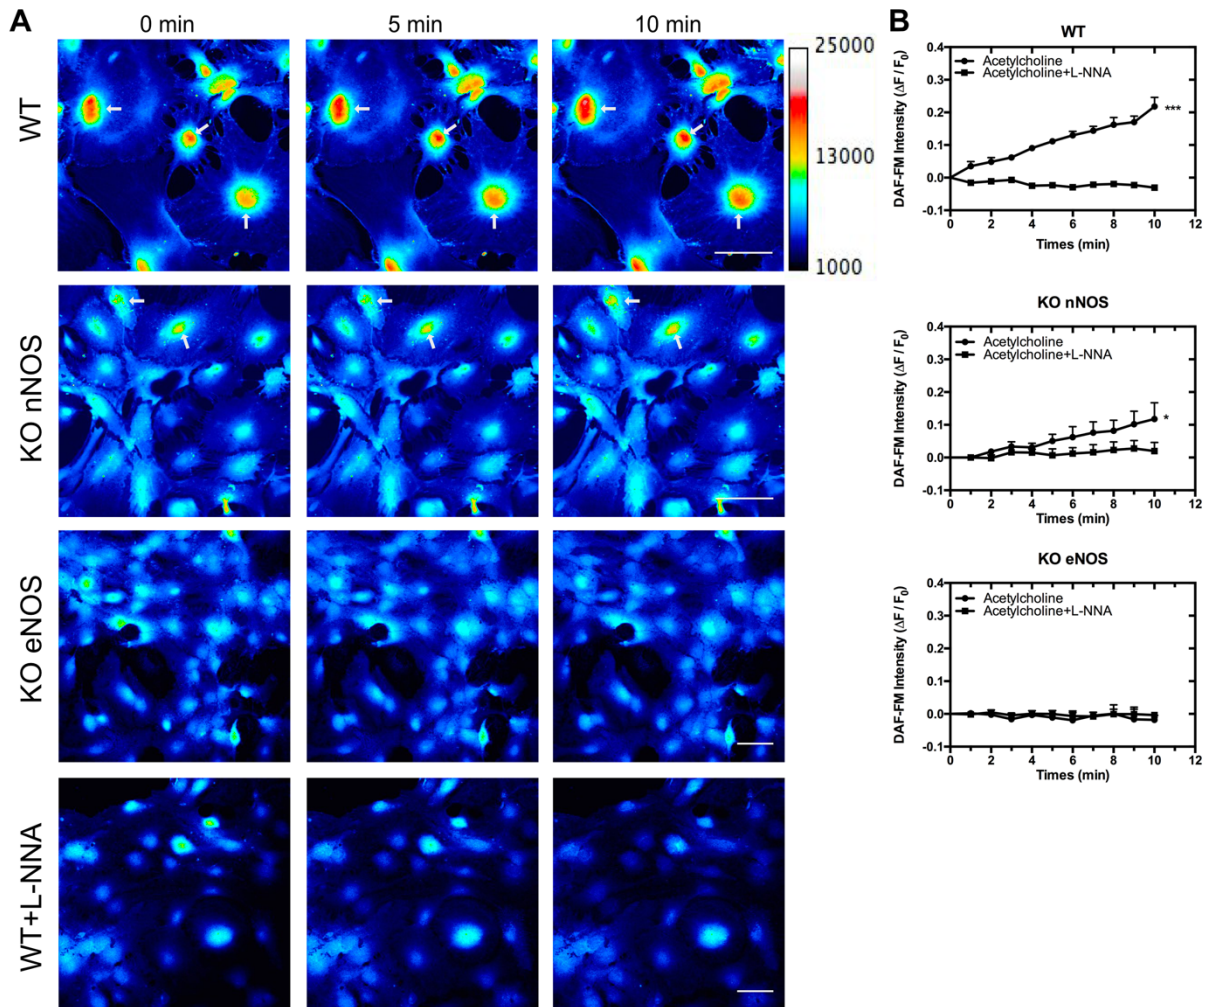 A
0 min
5 min
10 min
B
WT
25000
13000
1000
KO nNOS
KO eNOS
WT+L-NNA
WT
Acetylcholine
Acetylcholine+L-NNA
***
DAF-FM Intensity (ΔF / F0)
0.4
0.3
0.2
0.1
0.0
-0.1
0 2 4 6 8 10 12
Times (min)
KO nNOS
Acetylcholine
Acetylcholine+L-NNA
*
DAF-FM Intensity (ΔF / F0)
0.4
0.3
0.2
0.1
0.0
-0.1
0 2 4 6 8 10 12
Times (min)
KO eNOS
Acetylcholine
Acetylcholine+L-NNA
DAF-FM Intensity (ΔF / F0)
0.4
0.3
0.2
0.1
0.0
-0.1
0 2 4 6 8 10 12
Times (min)